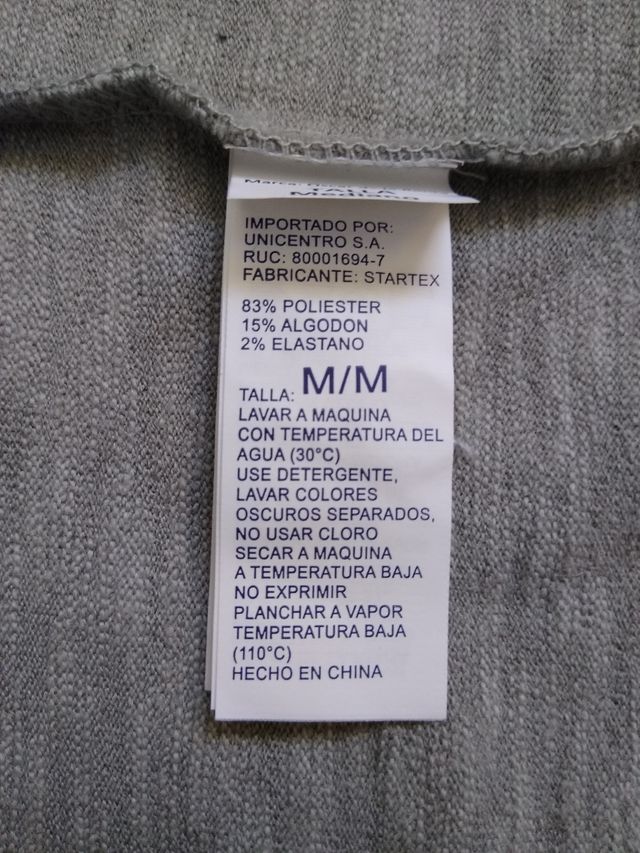 TALLA
Mediano
IMPORTADO POR:
UNICENTRO S.A.
RUC: 80001694-7
FABRICANTE: STARTEX
83% POLIESTER
15% ALGODON
2% ELASTANO
TALLA: M/M
LAVAR A MAQUINA
CON TEMPERATURA DEL
AGUA (30°C)
USE DETERGENTE,
LAVAR COLORES
OSCUROS SEPARADOS,
NO USAR CLORO
SECAR A MAQUINA
A TEMPERATURA BAJA
NO EXPRIMIR
PLANCHAR A VAPOR
TEMPERATURA BAJA
(110°C)
HECHO EN CHINA